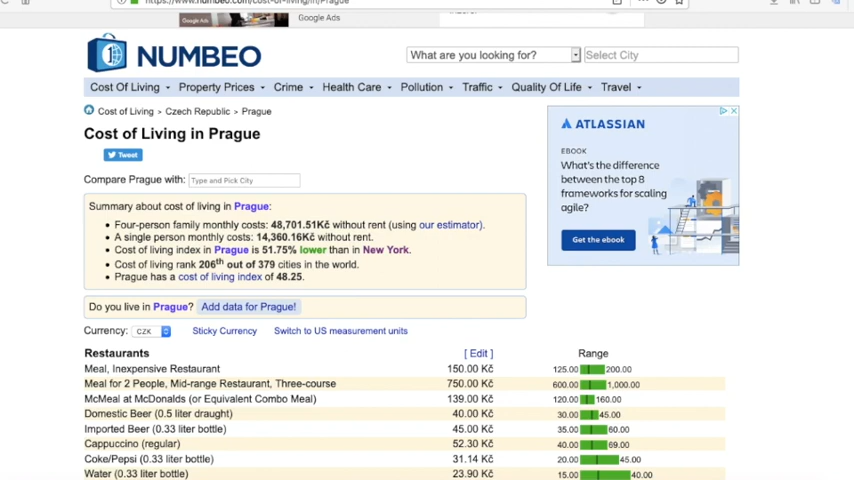 https://www.numbeo.com/cost-of-living/in/Prague
Google Ads
Google Ads
NUMBEO
What are you looking for?
Select City
Cost Of Living
Property Prices
Crime
Health Care
Pollution
Traffic
Quality Of Life
Travel
Cost of Living > Czech Republic > Prague
Cost of Living in Prague
Tweet
Compare Prague with: Type and Pick City
Summary about cost of living in Prague:
Four-person family monthly costs: 48,701.51Kč without rent (using our estimator).
A single person monthly costs: 14,360.16Kč without rent.
Cost of living index in Prague is 51.75% lower than in New York.
Cost of living rank 206th out of 379 cities in the world.
Prague has a cost of living index of 48.25.
Do you live in Prague? Add data for Prague!
Currency: CZK Sticky Currency Switch to US measurement units
ATLASSIAN
EBOOK
What's the difference
between the top 8
frameworks for scaling
agile?
Get the ebook
Restaurants [ Edit ] Range
Meal, Inexpensive Restaurant 150.00 Kč 125.00 200.00
Meal for 2 People, Mid-range Restaurant, Three-course 750.00 Kč 600.00 1,000.00
McMeal at McDonalds (or Equivalent Combo Meal) 139.00 Kč 120.00 160.00
Domestic Beer (0.5 liter draught) 40.00 Kč 30.00 45.00
Imported Beer (0.33 liter bottle) 45.00 Kč 35.00 60.00
Cappuccino (regular) 52.30 Kč 40.00 69.00
Coke/Pepsi (0.33 liter bottle) 31.14 Kč 20.00 45.00
Water (0.33 liter bottle) 23.90 Kč 15.00 40.00